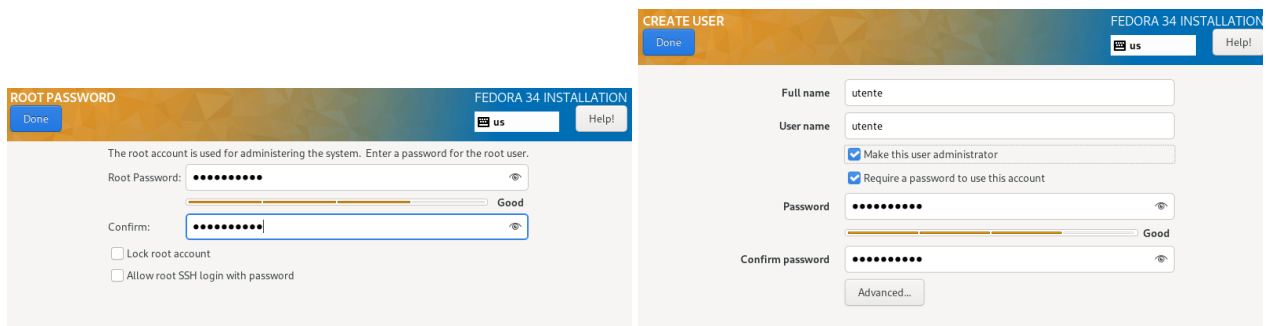 ROOT PASSWORD
FEDORA 34 INSTALLATION
Done
us
Help!
The root account is used for administering the system. Enter a password for the root user.
Root Password: ●●●●●●●●●●
Good
Confirm: ●●●●●●●●●●
Lock root account
Allow root SSH login with password
CREATE USER
FEDORA 34 INSTALLATION
Done
us
Help!
Full name utente
User name utente
Make this user administrator
Require a password to use this account
Password ●●●●●●●●●●
Good
Confirm password ●●●●●●●●●●
Advanced...